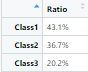 Ratio
Class1 43.1%
Class2 36.7%
Class3 20.2%